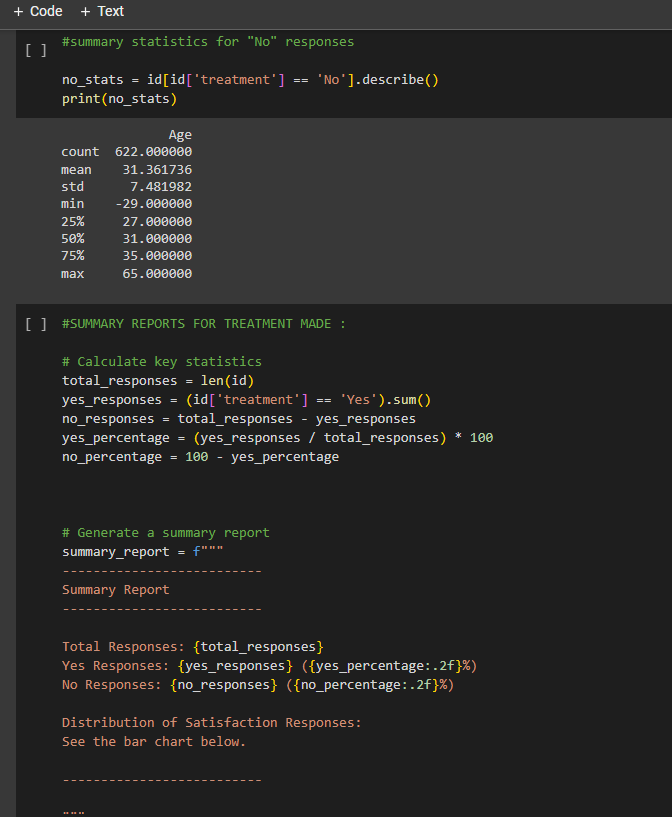 + Code + Text
[ ] #summary statistics for "No" responses
no_stats = id[id['treatment'] == 'No'].describe()
print(no_stats)
Age
count 622.000000
mean 31.361736
std 7.481982
min -29.000000
25% 27.000000
50% 31.000000
75% 35.000000
max 65.000000
[ ] #SUMMARY REPORTS FOR TREATMENT MADE :
# Calculate key statistics
total_responses = len(id)
yes_responses = (id['treatment'] == 'Yes').sum()
no_responses = total_responses - yes_responses
yes_percentage = (yes_responses / total_responses) * 100
no_percentage = 100 - yes_percentage
# Generate a summary report
summary_report = f"""
--------------------------
Summary Report
--------------------------
Total Responses: {total_responses}
Yes Responses: {yes_responses} ({yes_percentage:.2f}%)
No Responses: {no_responses} ({no_percentage:.2f}%)
Distribution of Satisfaction Responses:
See the bar chart below.
--------------------------
"""